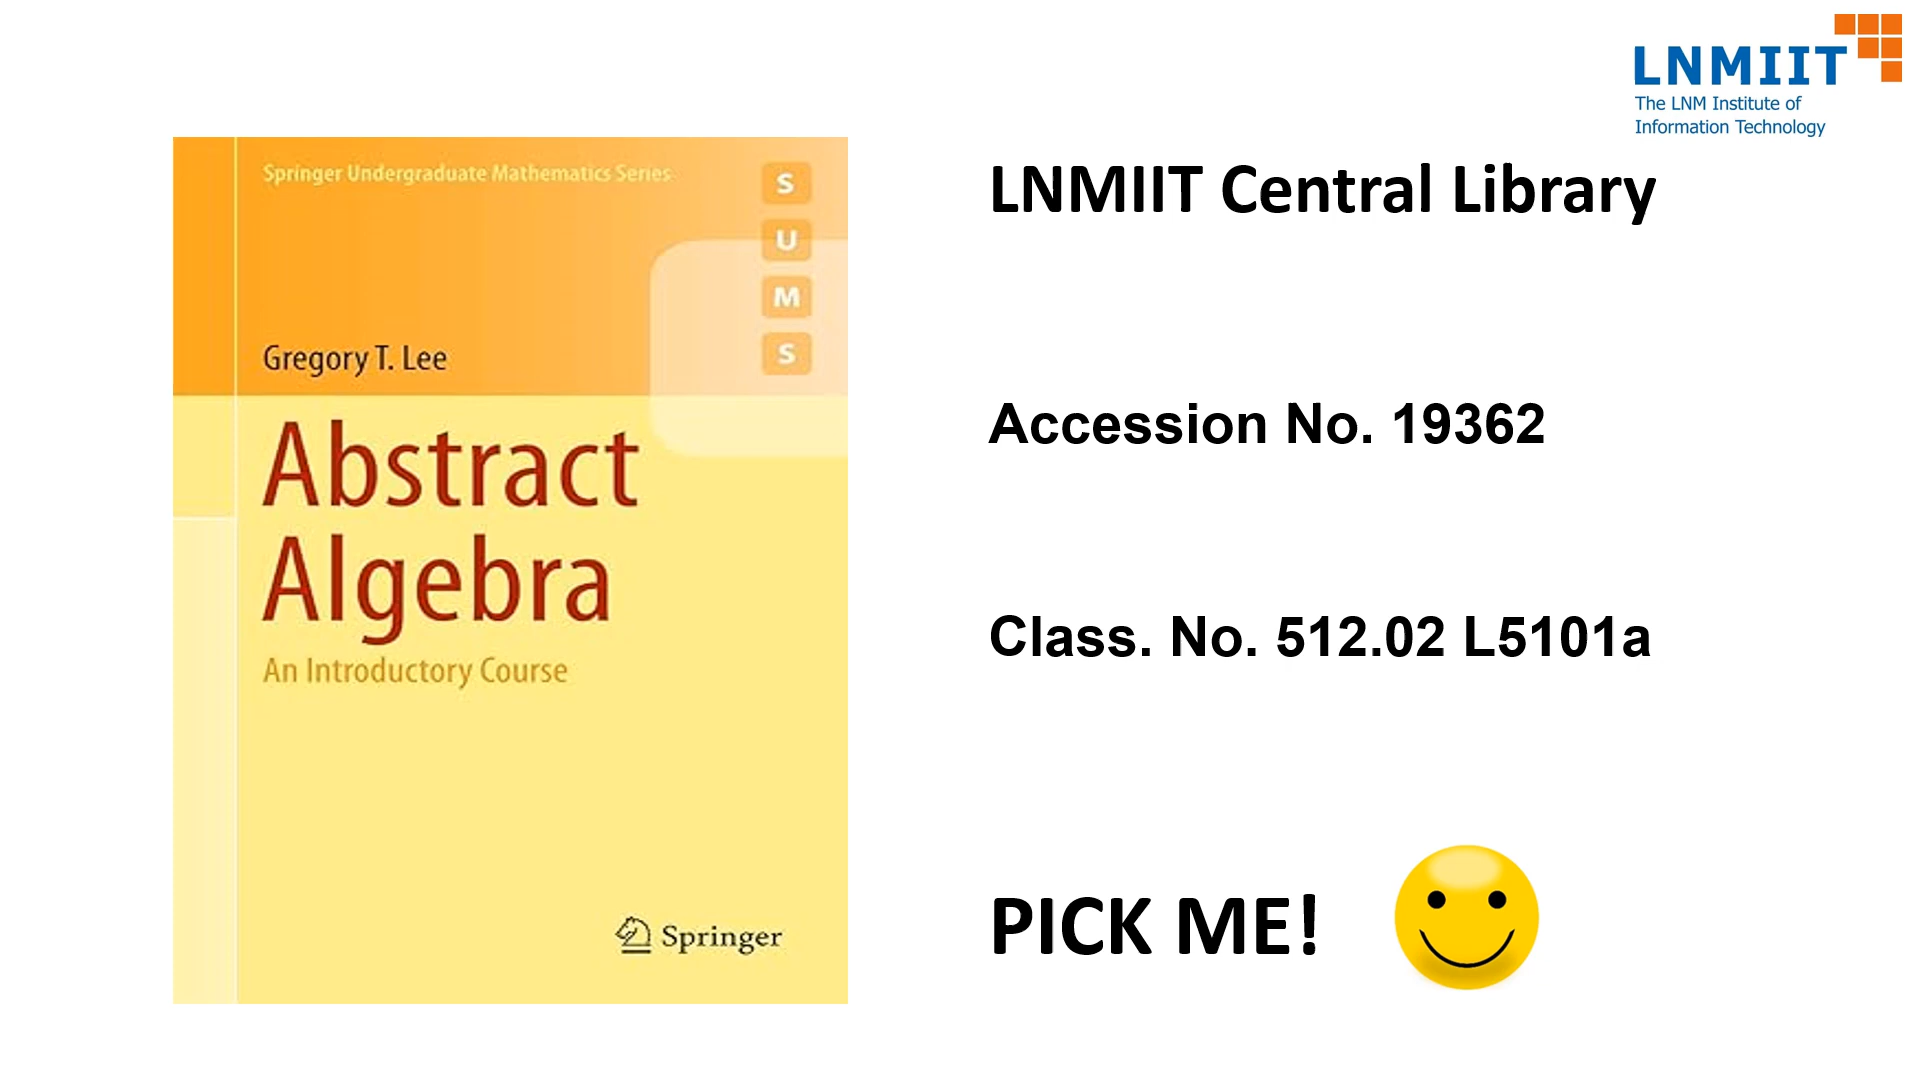 LNMIIT
The LNM Institute of
Information Technology
Springer Undergraduate Mathematics Series
S
U
M
S
Gregory T. Lee
Abstract
Algebra
An Introductory Course
Springer
LNMIIT Central Library
Accession No. 19362
Class. No. 512.02 L5101a
PICK ME!